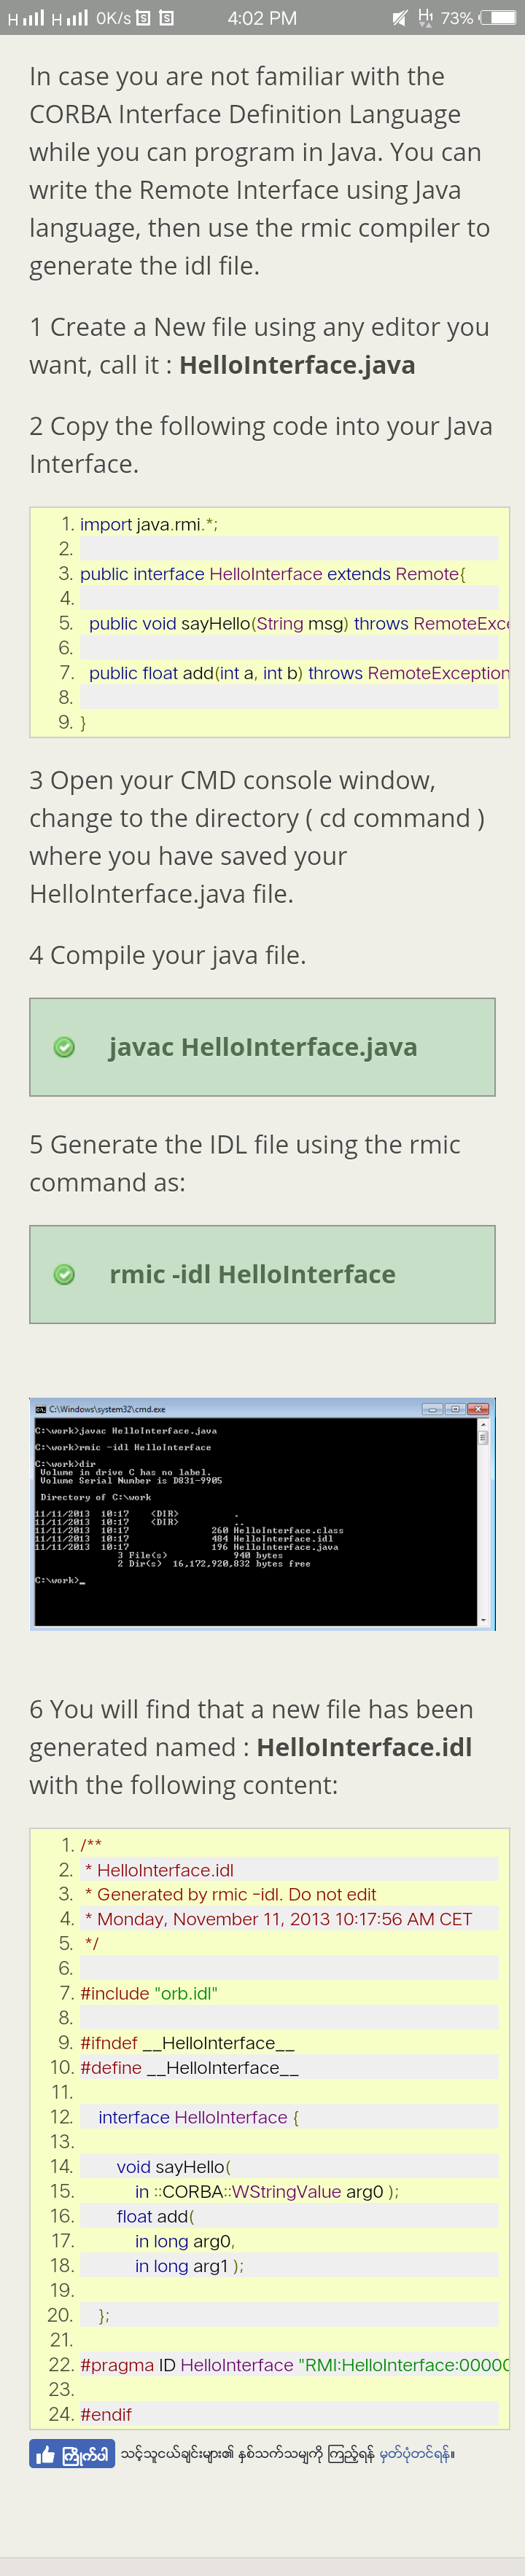 H H 0K/s 4:02 PM H 73%
In case you are not familiar with the
CORBA Interface Definition Language
while you can program in Java. You can
write the Remote Interface using Java
language, then use the rmic compiler to
generate the idl file.
1 Create a New file using any editor you
want, call it : HelloInterface.java
2 Copy the following code into your Java
Interface.
1. import java.rmi.*;
2.
3. public interface HelloInterface extends Remote{
4.
5. public void sayHello(String msg) throws RemoteExce
6.
7. public float add(int a, int b) throws RemoteException
8.
9. }
3 Open your CMD console window,
change to the directory ( cd command )
where you have saved your
HelloInterface.java file.
4 Compile your java file.
javac HelloInterface.java
5 Generate the IDL file using the rmic
command as:
rmic -idl HelloInterface
C:\Windows\system32\cmd.exe
C:\work>javac HelloInterface.java
C:\work>rmic -idl HelloInterface
C:\work>dir
Volume in drive C has no label.
Volume Serial Number is D831-9905
Directory of C:\work
11/11/2013 10:17 <DIR> .
11/11/2013 10:17 <DIR> ..
11/11/2013 10:17 260 HelloInterface.class
11/11/2013 10:17 484 HelloInterface.idl
11/11/2013 10:17 196 HelloInterface.java
3 File(s) 940 bytes
2 Dir(s) 16,172,920,832 bytes free
C:\work>_
6 You will find that a new file has been
generated named : HelloInterface.idl
with the following content:
1. /**
2. * HelloInterface.idl
3. * Generated by rmic -idl. Do not edit
4. * Monday, November 11, 2013 10:17:56 AM CET
5. */
6.
7. #include "orb.idl"
8.
9. #ifndef __HelloInterface__
10. #define __HelloInterface__
11.
12. interface HelloInterface {
13.
14. void sayHello(
15. in ::CORBA::WStringValue arg0 );
16. float add(
17. in long arg0,
18. in long arg1 );
19.
20. };
21.
22. #pragma ID HelloInterface "RMI:HelloInterface:00000
23.
24. #endif
ကြိုက်ပါ သင့်သူငယ်ချင်းများ၏ နှစ်သက်သမျှကို ကြည့်ရန် မှတ်ပုံတင်ရန်။